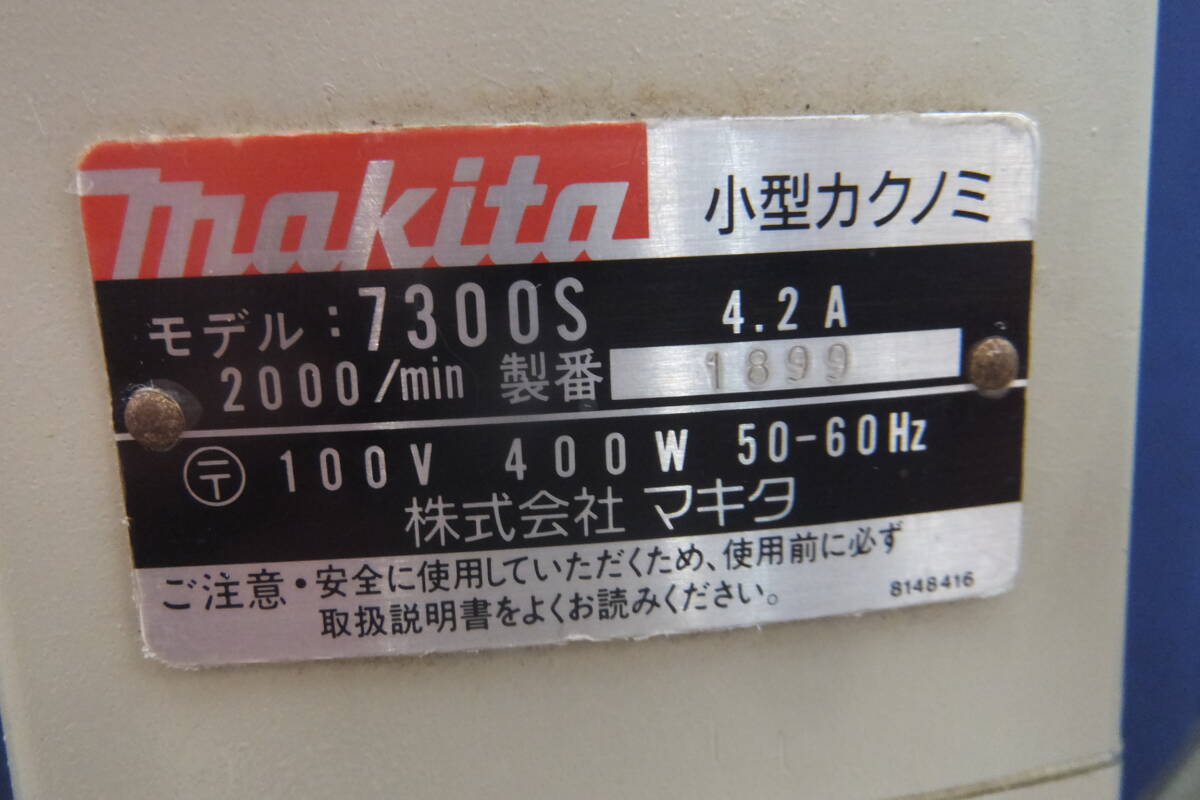 makita
小型カクノミ
モデル:7300S 4.2A
2000/min 製番 1899
〒 100V 400W 50-60Hz
株式会社 マキタ
ご注意・安全に使用していただくため、使用前に必ず
取扱説明書をよくお読みください。
8148416